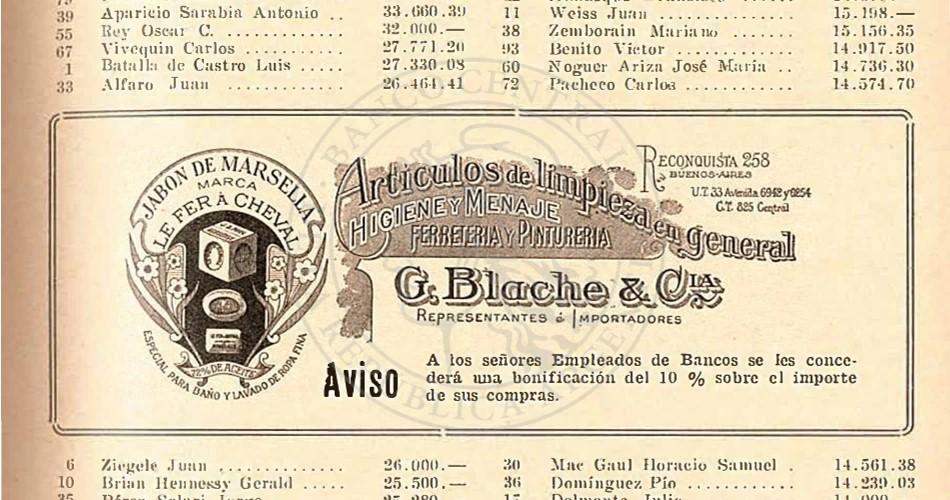 39 Aparicio Sarabia Antonio .. 33.660.39
55 Rey Oscar C. ............ 32.000.—
67 Vivequin Carlos .......... 27.771.20
1 Batalla de Castro Luis ..... 27.330.08
33 Alfaro Juan ............. 26.464.41
11 Weiss Juan ............... 15.198.—
38 Zemborain Mariano ....... 15.156.35
93 Benito Victor ............. 14.917.50
60 Noguer Ariza José María .. 14.736.30
72 Pacheco Carlos ............ 14.574.70
JABON DE MARSELLA
MARCA
LE FER À CHEVAL
72% DE ACEITE
ESPECIAL PARA BAÑO Y LAVADO DE ROPA FINA
Artículos de limpieza en general
HIGIENE Y MENAJE
FERRETERIA Y PINTURERIA
RECONQUISTA 258
BUENOS-AIRES
U.T. 33 Avenida 6942 y 0254
C.T. 825 Central
G. Blache & CIA.
REPRESENTANTES é IMPORTADORES
AVISO
A los señores Empleados de Bancos se les conce-
derá una bonificación del 10 % sobre el importe
de sus compras.
BANCO CENTRAL
REPUBLICA
6 Ziegele Juan ............. 26.000.—
10 Brian Hennessy Gerald ..... 25.500.—
30 Mac Gaul Horacio Samuel . 14.561.38
36 Domínguez Pío ............ 14.239.03